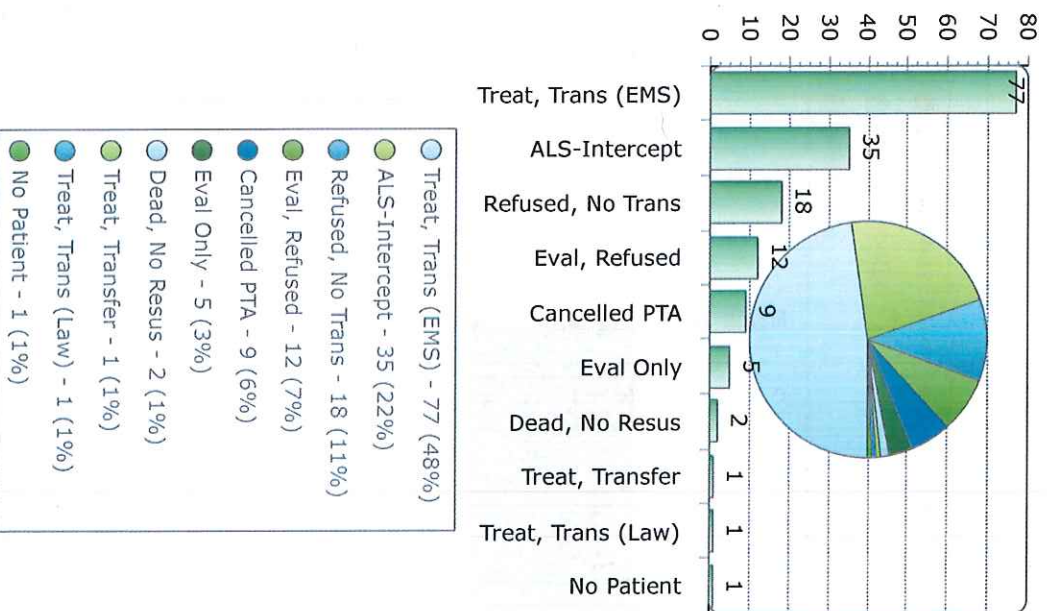 80
70
60
50
40
30
20
10
0
77
35
18
12
9
5
2
1
1
1
Treat, Trans (EMS)
ALS-Intercept
Refused, No Trans
Eval, Refused
Cancelled PTA
Eval Only
Dead, No Resus
Treat, Transfer
Treat, Trans (Law)
No Patient
Treat, Trans (EMS) - 77 (48%)
ALS-Intercept - 35 (22%)
Refused, No Trans - 18 (11%)
Eval, Refused - 12 (7%)
Cancelled PTA - 9 (6%)
Eval Only - 5 (3%)
Dead, No Resus - 2 (1%)
Treat, Transfer - 1 (1%)
Treat, Trans (Law) - 1 (1%)
No Patient - 1 (1%)